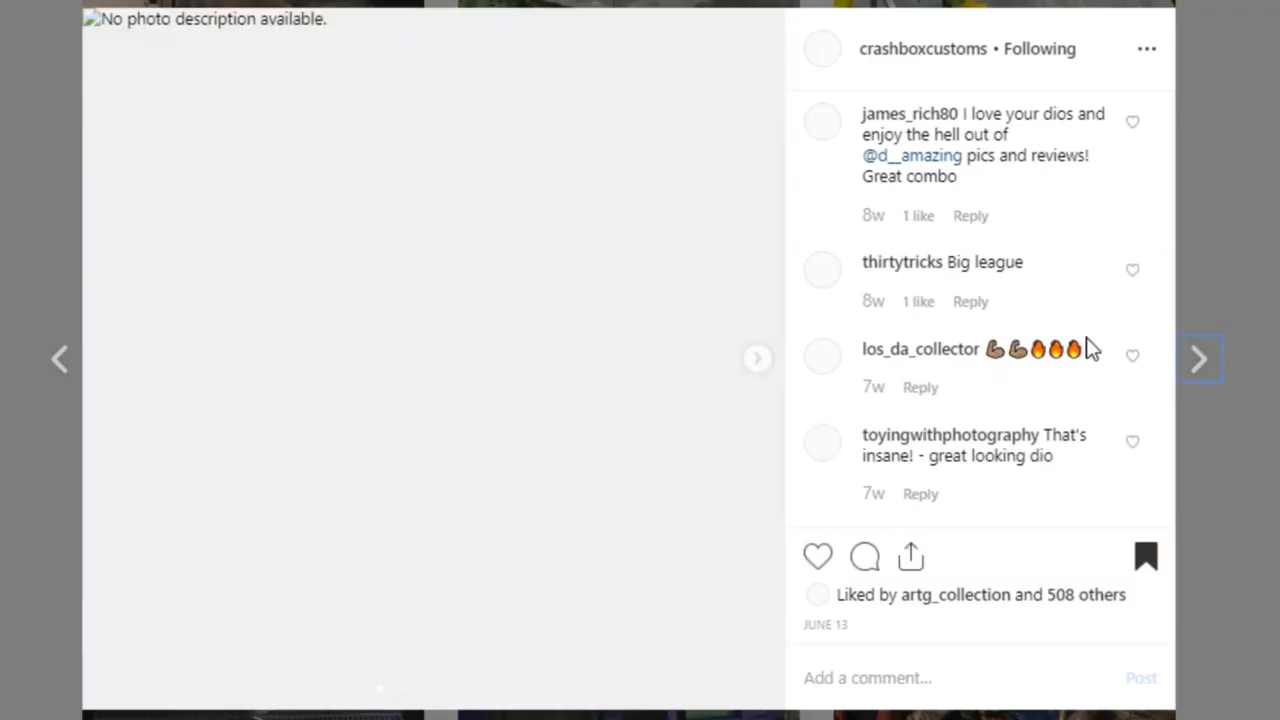 No photo description available.
crashboxcustoms • Following
james_rich80 I love your dios and
enjoy the hell out of
@d__amazing pics and reviews!
Great combo
8w 1 like Reply
thirtytricks Big league
8w 1 like Reply
los_da_collector 💪🏽💪🏽🔥🔥🔥
7w Reply
toyingwithphotography That's
insane! - great looking dio
7w Reply
Liked by artg_collection and 508 others
JUNE 13
Add a comment... Post